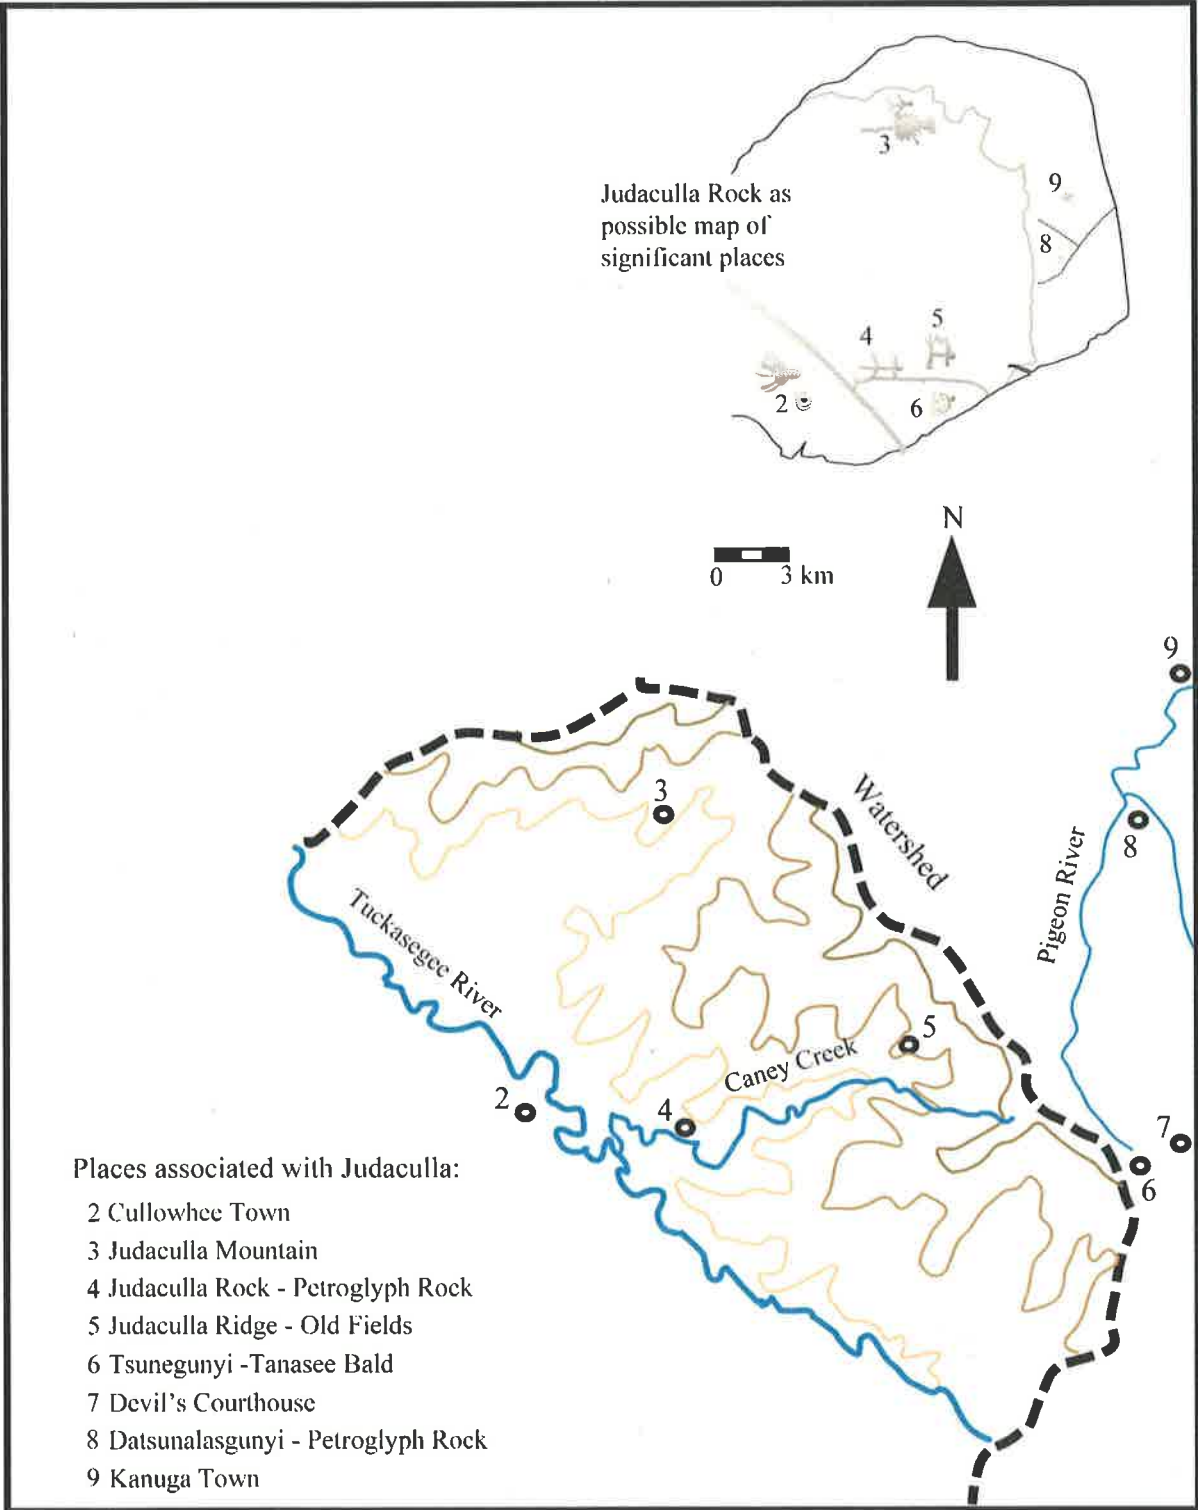 3
9
8
Judaculla Rock as
possible map of
significant places
5
4
2
6
N
0 3 km
9
3
Watershed
8
Pigeon River
Tuckasegee River
5
Caney Creek
2
4
7
6
Places associated with Judaculla:
2 Cullowhee Town
3 Judaculla Mountain
4 Judaculla Rock - Petroglyph Rock
5 Judaculla Ridge - Old Fields
6 Tsunegunyi -Tanasee Bald
7 Devil's Courthouse
8 Datsunalasgunyi - Petroglyph Rock
9 Kanuga Town